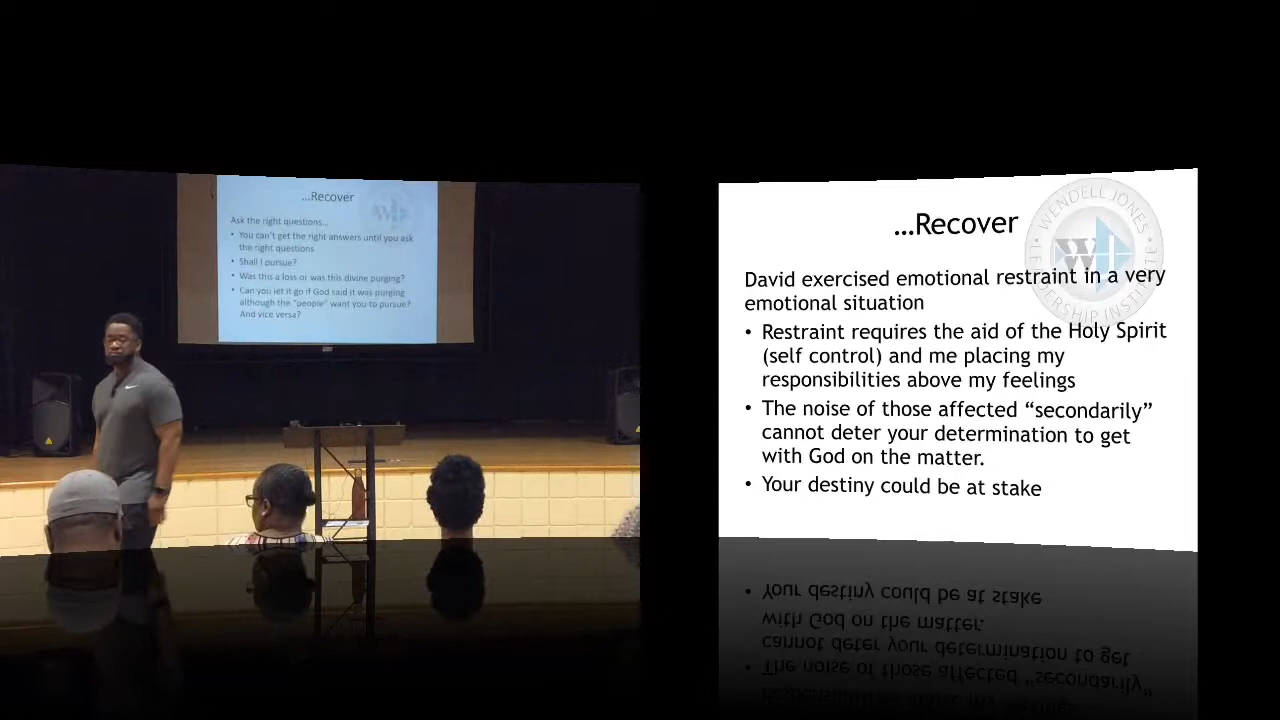 ...Recover
Ask the right questions...
• You can't get the right answers until you ask
the right questions
• Shall I pursue?
• Was this a loss or was this divine purging?
• Can you let it go if God said it was purging
although the "people" want you to pursue?
And vice versa?
...Recover
WENDELL JONES
David exercised emotional restraint in a very
emotional situation
• Restraint requires the aid of the Holy Spirit
(self control) and me placing my
responsibilities above my feelings
• The noise of those affected “secondarily”
cannot deter your determination to get
with God on the matter.
• Your destiny could be at stake